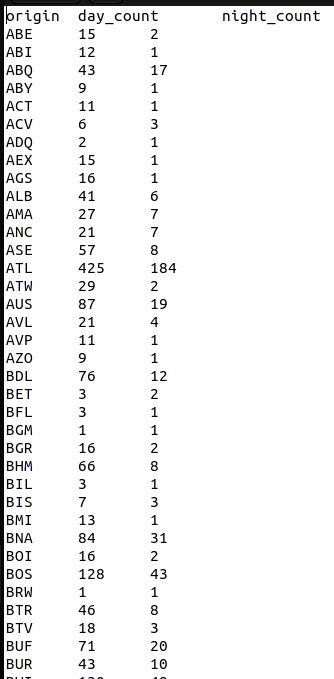 origin day_count night_count
ABE 15 2
ABI 12 1
ABQ 43 17
ABY 9 1
ACT 11 1
ACV 6 3
ADQ 2 1
AEX 15 1
AGS 16 1
ALB 41 6
AMA 27 7
ANC 21 7
ASE 57 8
ATL 425 184
ATW 29 2
AUS 87 19
AVL 21 4
AVP 11 1
AZO 9 1
BDL 76 12
BET 3 2
BFL 3 1
BGM 1 1
BGR 16 2
BHM 66 8
BIL 3 1
BIS 7 3
BMI 13 1
BNA 84 31
BOI 16 2
BOS 128 43
BRW 1 1
BTR 46 8
BTV 18 3
BUF 71 20
BUR 43 10